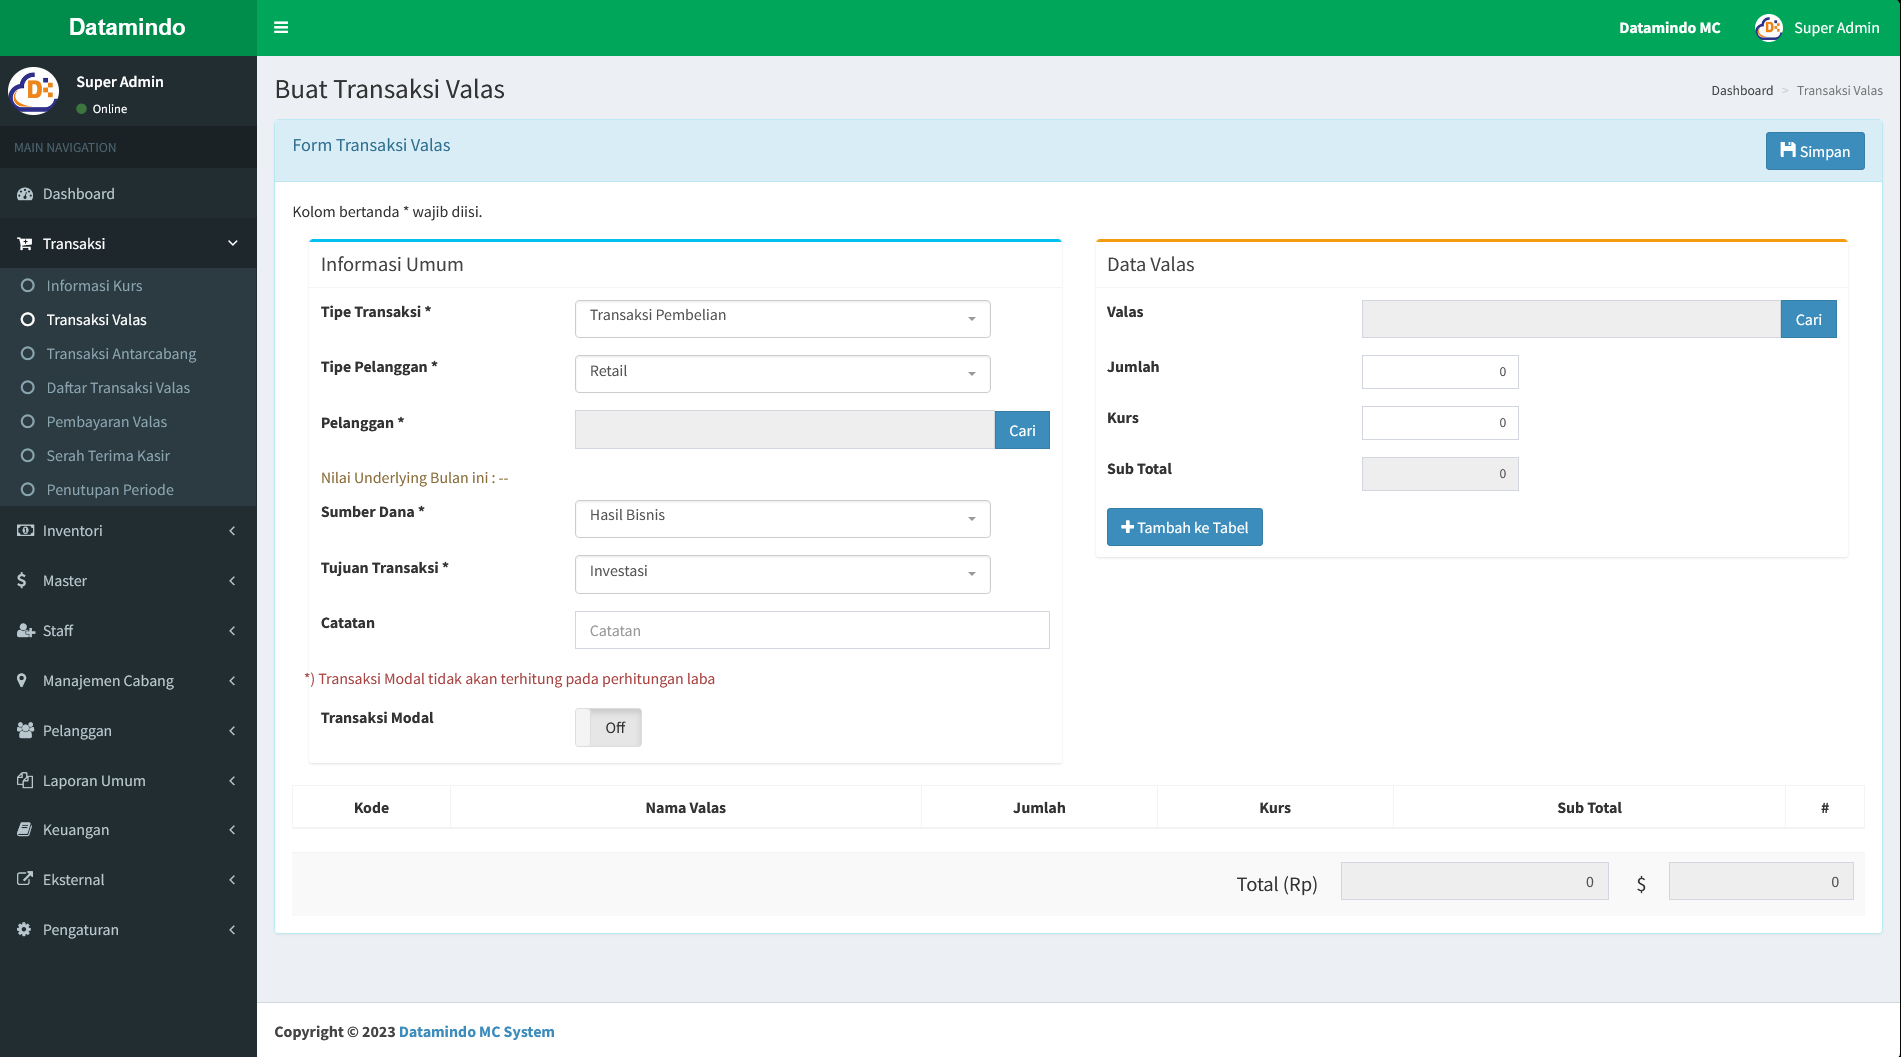 Datamindo
Datamindo MC
Super Admin
Super Admin
Online
MAIN NAVIGATION
Dashboard
Transaksi
Informasi Kurs
Transaksi Valas
Transaksi Antarcabang
Daftar Transaksi Valas
Pembayaran Valas
Serah Terima Kasir
Penutupan Periode
Inventori
Master
Staff
Manajemen Cabang
Pelanggan
Laporan Umum
Keuangan
Eksternal
Pengaturan
Buat Transaksi Valas
Dashboard > Transaksi Valas
Form Transaksi Valas
Simpan
Kolom bertanda * wajib diisi.
Informasi Umum
Tipe Transaksi * Transaksi Pembelian
Tipe Pelanggan * Retail
Pelanggan * Cari
Nilai Underlying Bulan ini : --
Sumber Dana * Hasil Bisnis
Tujuan Transaksi * Investasi
Catatan Catatan
*) Transaksi Modal tidak akan terhitung pada perhitungan laba
Transaksi Modal Off
Data Valas
Valas Cari
Jumlah 0
Kurs 0
Sub Total 0
Tambah ke Tabel
Kode Nama Valas Jumlah Kurs Sub Total #
Total (Rp) 0 $ 0
Copyright © 2023 Datamindo MC System